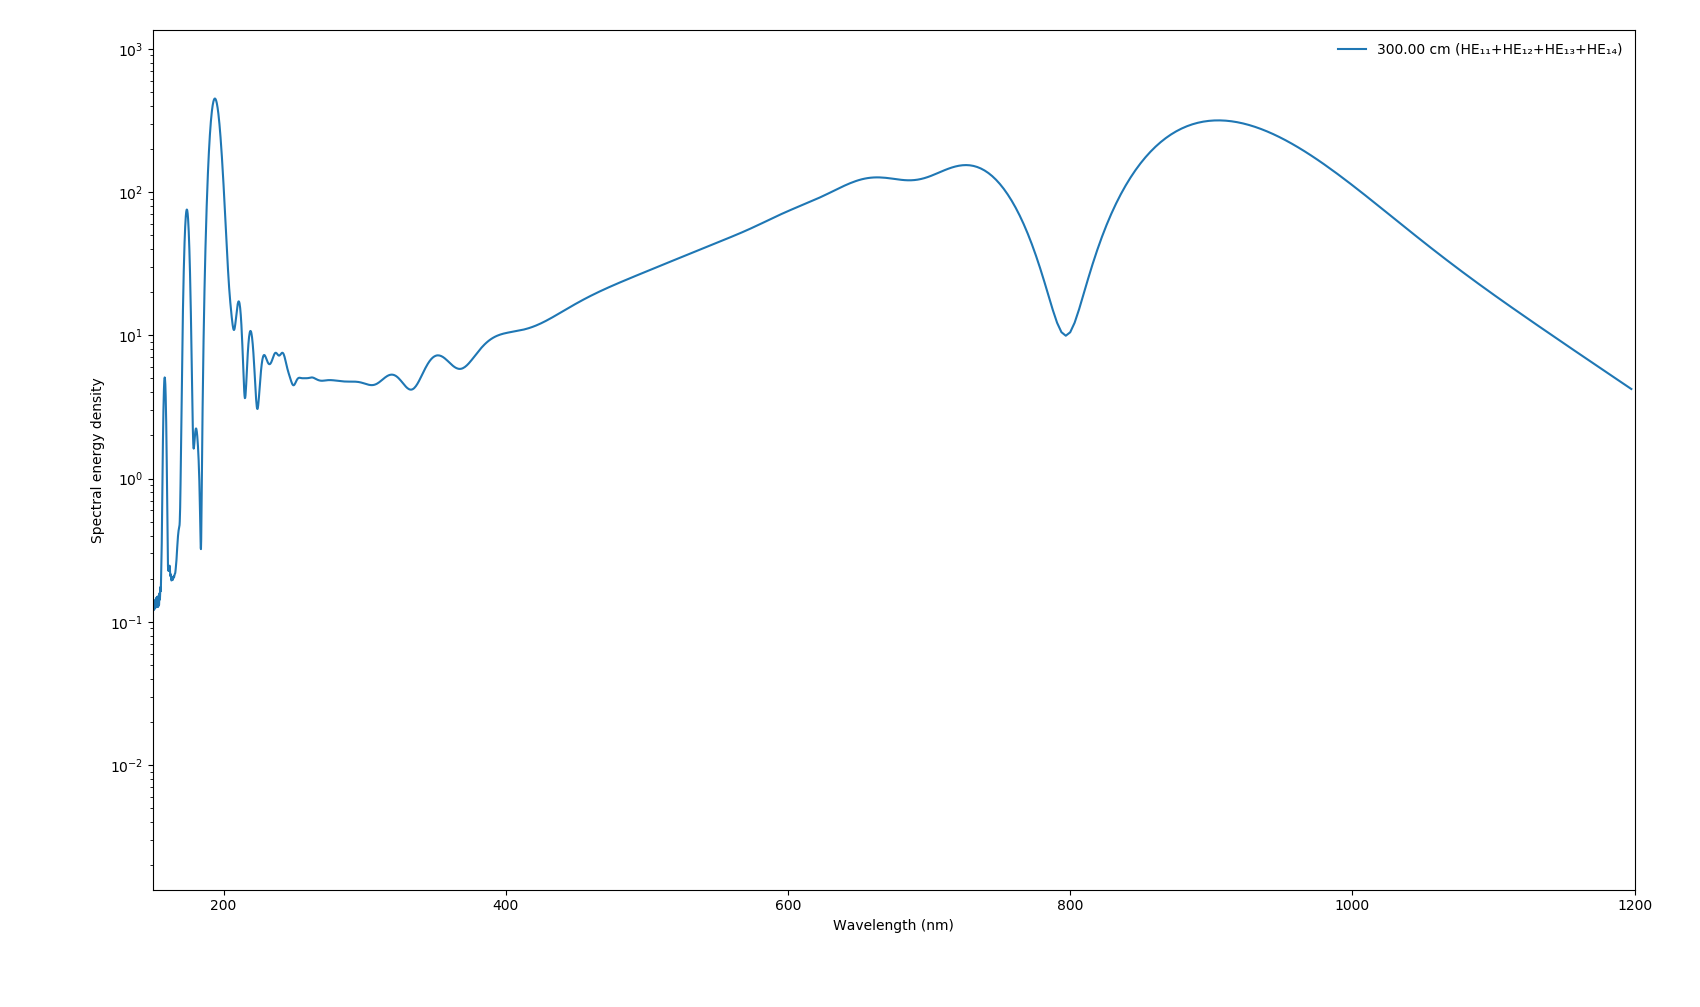 300.00 cm (HE₁₁+HE₁₂+HE₁₃+HE₁₄)
10³
10²
10¹
10⁰
10⁻¹
10⁻²
Spectral energy density
200 400 600 800 1000 1200
Wavelength (nm)